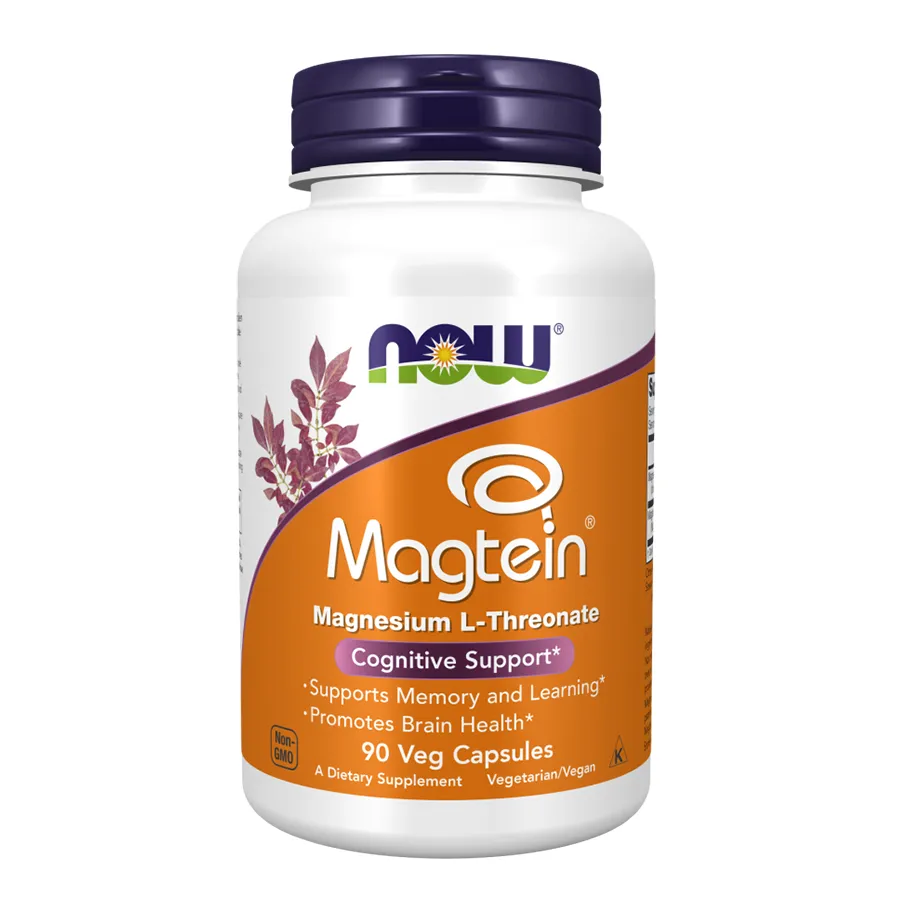 NOW®
Magtein®
Magnesium L-Threonate
Cognitive Support*
·Supports Memory and Learning*
·Promotes Brain Health*
90 Veg Capsules
Non-
GMO
A Dietary Supplement Vegetarian/Vegan
K